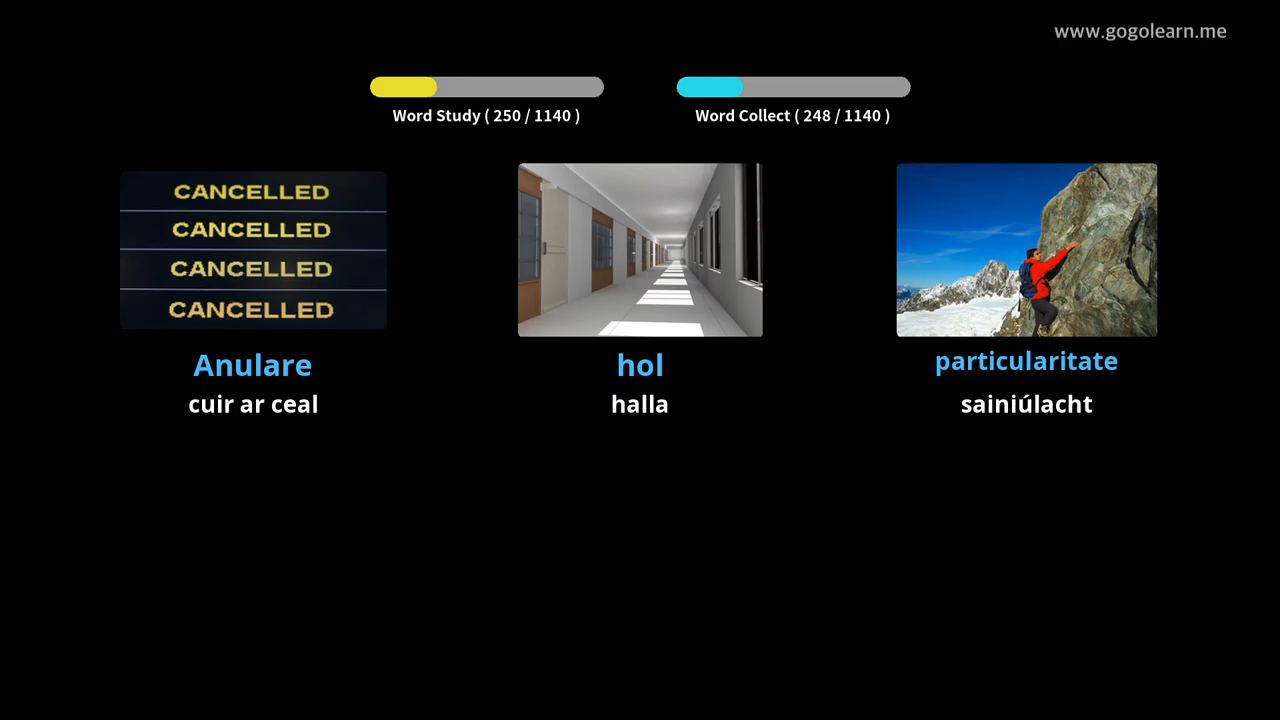 www.gogolearn.me
Word Study ( 250 / 1140 )
Word Collect ( 248 / 1140 )
CANCELLED
CANCELLED
CANCELLED
CANCELLED
Anulare
cuir ar ceal
hol
halla
particularitate
sainiúlacht